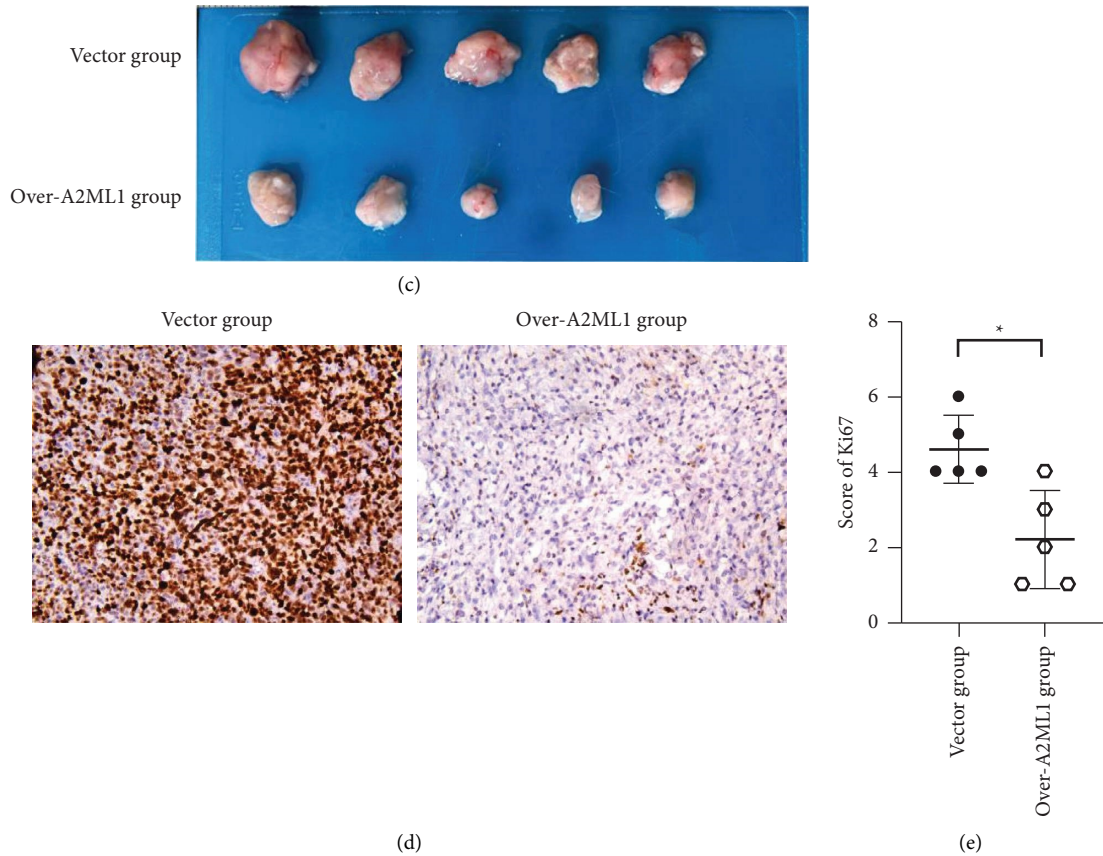 Vector group
Over-A2ML1 group
(c)
Vector group
Over-A2ML1 group
(d)
8
6
4
2
0
Score of Ki67
*
Vector group
Over-A2ML1 group
(e)